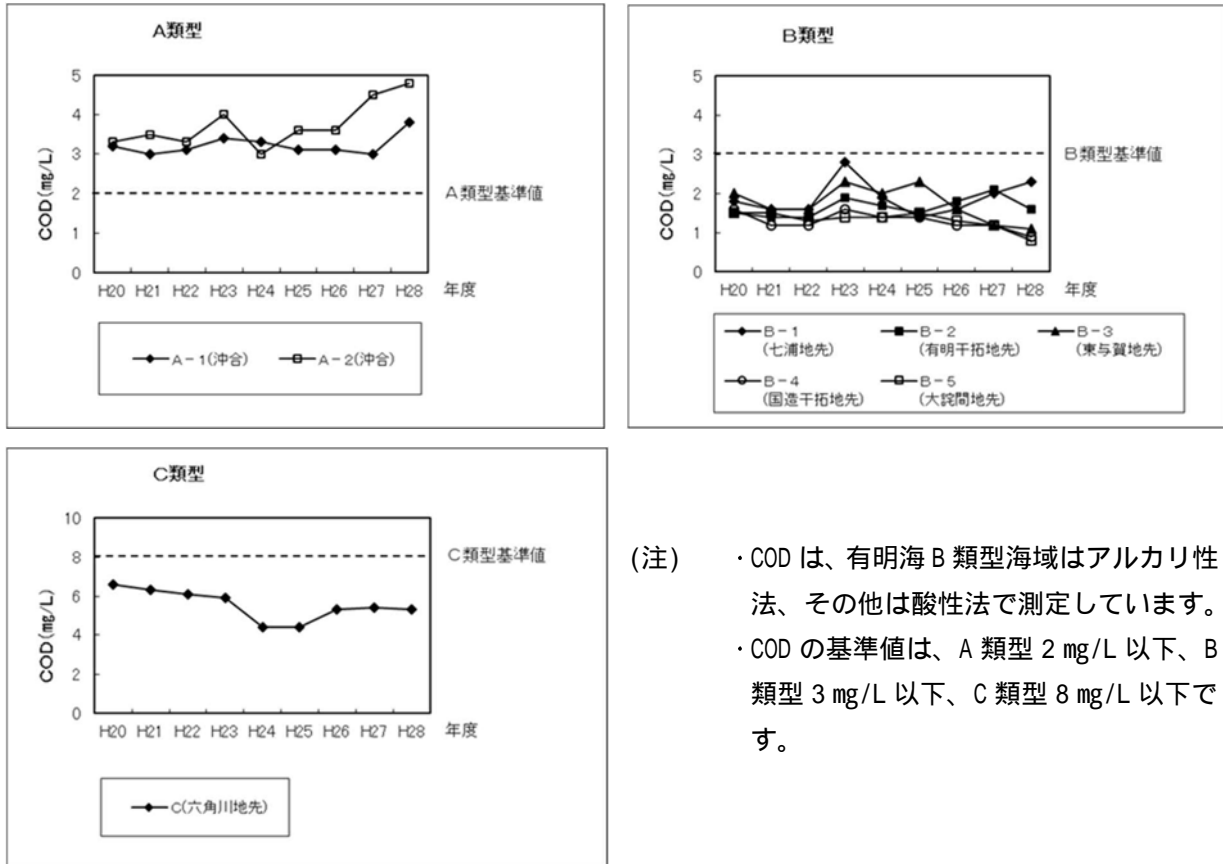 A類型
5
4
3
2
1
0
COD(㎎/L)
A類型基準値
H20 H21 H22 H23 H24 H25 H26 H27 H28 年度
A-1(沖合) A-2(沖合)
B類型
5
4
3
2
1
0
COD(㎎/L)
B類型基準値
H20 H21 H22 H23 H24 H25 H26 H27 H28 年度
B-1 B-2 B-3
(七浦地先) (有明干拓地先) (東与賀地先)
B-4 B-5
(国造干拓地先) (大詫間地先)
C類型
10
8
6
4
2
0
COD(㎎/L)
C類型基準値
H20 H21 H22 H23 H24 H25 H26 H27 H28 年度
C(六角川地先)
(注) ・COD は、有明海 B 類型海域はアルカリ性
法、その他は酸性法で測定しています。
・COD の基準値は、A 類型 2 ㎎/L 以下、B
類型 3 ㎎/L 以下、C 類型 8 ㎎/L 以下で
す。